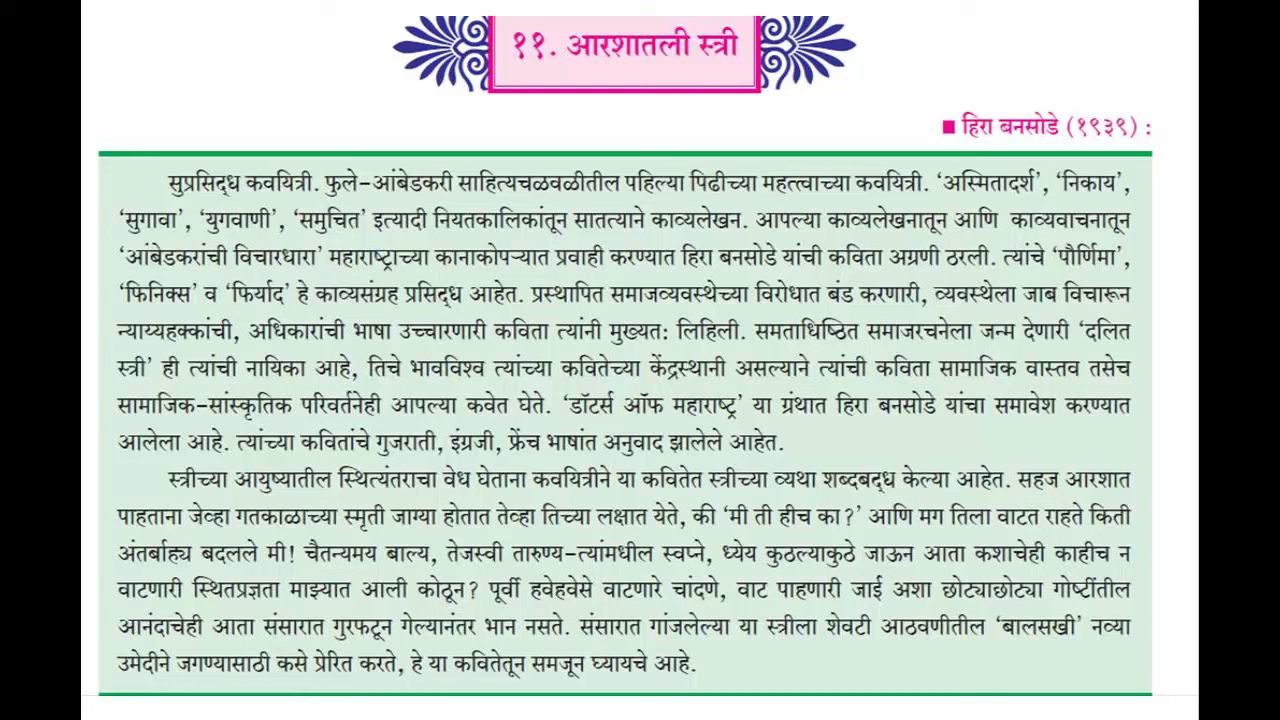 ११. आरशातली स्त्री
■ हिरा बनसोडे (१९३९) :
सुप्रसिद्ध कवयित्री. फुले-आंबेडकरी साहित्यचळवळीतील पहिल्या पिढीच्या महत्त्वाच्या कवयित्री. ‘अस्मितादर्श’, ‘निकाय’,
‘सुगावा’, ‘युगवाणी’, ‘समुचित’ इत्यादी नियतकालिकांतून सातत्याने काव्यलेखन. आपल्या काव्यलेखनातून आणि काव्यवाचनातून
‘आंबेडकरांची विचारधारा’ महाराष्ट्राच्या कानाकोपऱ्यात प्रवाही करण्यात हिरा बनसोडे यांची कविता अग्रणी ठरली. त्यांचे ‘पौर्णिमा’,
‘फिनिक्स’ व ‘फिर्याद’ हे काव्यसंग्रह प्रसिद्ध आहेत. प्रस्थापित समाजव्यवस्थेच्या विरोधात बंड करणारी, व्यवस्थेला जाब विचारून
न्याय्यहक्कांची, अधिकारांची भाषा उच्चारणारी कविता त्यांनी मुख्यत: लिहिली. समताधिष्ठित समाजरचनेला जन्म देणारी ‘दलित
स्त्री’ ही त्यांची नायिका आहे, तिचे भावविश्व त्यांच्या कवितेच्या केंद्रस्थानी असल्याने त्यांची कविता सामाजिक वास्तव तसेच
सामाजिक-सांस्कृतिक परिवर्तनेही आपल्या कवेत घेते. ‘डॉटर्स ऑफ महाराष्ट्र’ या ग्रंथात हिरा बनसोडे यांचा समावेश करण्यात
आलेला आहे. त्यांच्या कवितांचे गुजराती, इंग्रजी, फ्रेंच भाषांत अनुवाद झालेले आहेत.
स्त्रीच्या आयुष्यातील स्थित्यंतराचा वेध घेताना कवयित्रीने या कवितेत स्त्रीच्या व्यथा शब्दबद्ध केल्या आहेत. सहज आरशात
पाहताना जेव्हा गतकाळाच्या स्मृती जाग्या होतात तेव्हा तिच्या लक्षात येते, की ‘मी ती हीच का?’ आणि मग तिला वाटत राहते किती
अंतर्बाह्य बदलले मी! चैतन्यमय बाल्य, तेजस्वी तारुण्य-त्यांमधील स्वप्ने, ध्येय कुठल्याकुठे जाऊन आता कशाचेही काहीच न
वाटणारी स्थितप्रज्ञता माझ्यात आली कोठून? पूर्वी हवेहवेसे वाटणारे चांदणे, वाट पाहणारी जाई अशा छोट्याछोट्या गोष्टींतील
आनंदाचेही आता संसारात गुरफटून गेल्यानंतर भान नसते. संसारात गांजलेल्या या स्त्रीला शेवटी आठवणीतील ‘बालसखी’ नव्या
उमेदीने जगण्यासाठी कसे प्रेरित करते, हे या कवितेतून समजून घ्यायचे आहे.